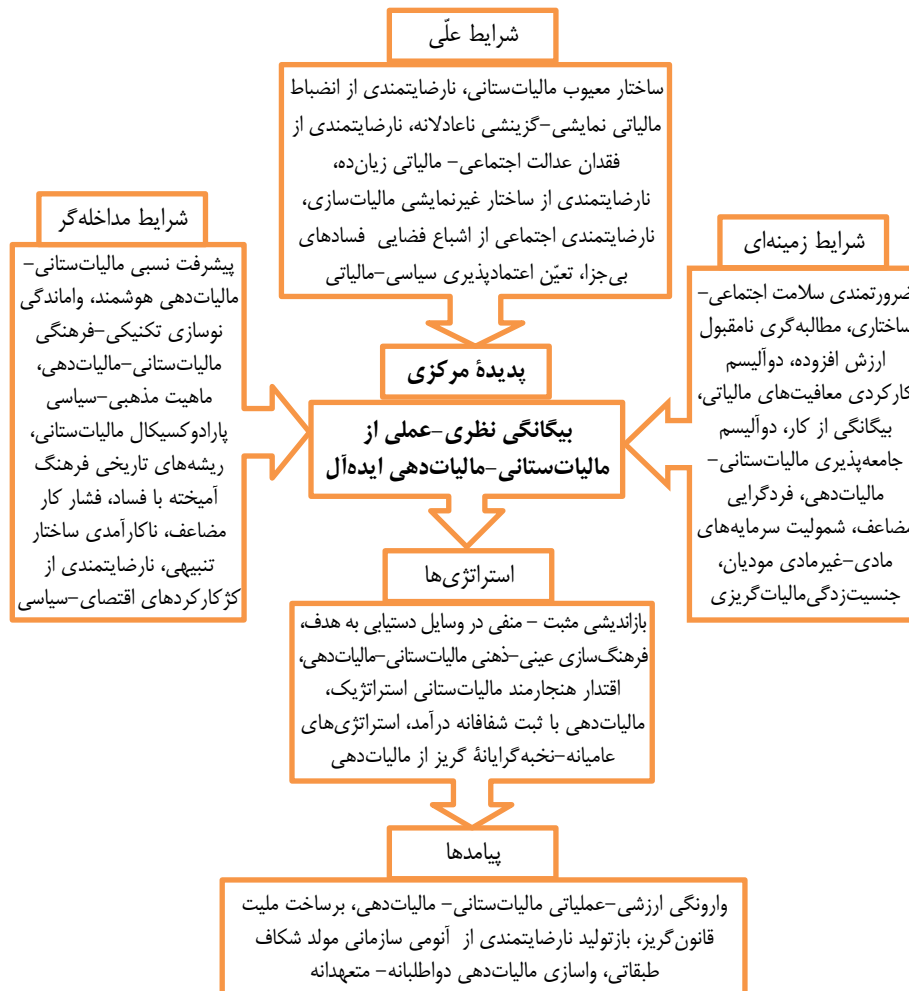 شرایط علّی
ساختار معیوب مالیات‌ستانی، نارضایتمندی از انضباط
مالیاتی نمایشی–گزینشی ناعادلانه، نارضایتمندی از
فقدان عدالت اجتماعی– مالیاتی زیان‌ده،
نارضایتمندی از ساختار غیرنمایشی مالیات‌سازی،
نارضایتمندی اجتماعی از اشباع فضایی فسادهای
بی‌جزا، تعیّن اعتمادپذیری سیاسی–مالیاتی
شرایط زمینه‌ای
ضرورتمندی سلامت اجتماعی–
ساختاری، مطالبه‌گری نامقبول
ارزش افزوده، دوآلیسم
کارکردی معافیت‌های مالیاتی،
بیگانگی از کار، دوآلیسم
جامعه‌پذیری مالیات‌ستانی–
مالیات‌دهی، فردگرایی
مضاعف، شمولیت سرمایه‌های
مادی–غیرمادی مودیان،
جنسیت‌زدگی‌مالیات‌گریزی
شرایط مداخله‌گر
پیشرفت نسبی مالیات‌ستانی–
مالیات‌دهی هوشمند، واماندگی
نوسازی تکنیکی–فرهنگی
مالیات‌ستانی–مالیات‌دهی،
ماهیت مذهبی–سیاسی
پارادوکسیکال مالیات‌ستانی،
ریشه‌های تاریخی فرهنگ
آمیخته با فساد، فشار کار
مضاعف، ناکارآمدی ساختار
تنبیهی، نارضایتمندی از
کژکارکردهای اقتصای–سیاسی
پدیدهٔ مرکزی
بیگانگی نظری–عملی از
مالیات‌ستانی–مالیات‌دهی ایده‌آل
استراتژی‌ها
بازاندیشی مثبت – منفی در وسایل دستیابی به هدف،
فرهنگ‌سازی عینی–ذهنی مالیات‌ستانی–مالیات‌دهی،
اقتدار هنجارمند مالیات‌ستانی استراتژیک،
مالیات‌دهی با ثبت شفافانه درآمد، استراتژی‌های
عامیانه–نخبه‌گرایانهٔ گریز از مالیات‌دهی
پیامدها
وارونگی ارزشی–عملیاتی مالیات‌ستانی– مالیات‌دهی، برساخت ملیت
قانون‌گریز، بازتولید نارضایتمندی از آنومی سازمانی مولد شکاف
طبقاتی، واسازی مالیات‌دهی دواطلبانه– متعهدانه